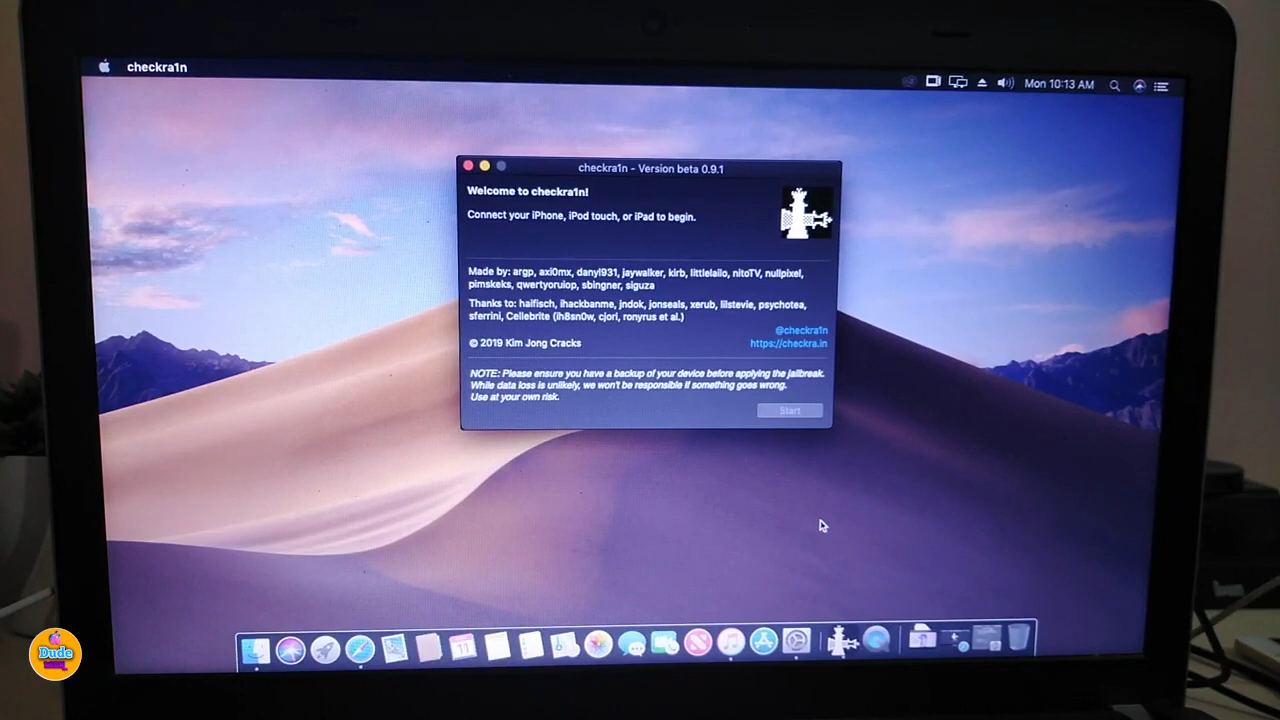 checkra1n
Mon 10:13 AM
checkra1n - Version beta 0.9.1
Welcome to checkra1n!
Connect your iPhone, iPod touch, or iPad to begin.
Made by: argp, axi0mx, danyl931, jaywalker, kirb, littlelailo, nitoTV, nullpixel,
pimskeks, qwertyoruiop, sbingner, siguza
Thanks to: haifisch, ihackbanme, jndok, jonseals, xerub, lilstevie, psychotea,
sferrini, Cellebrite (ih8sn0w, cjori, ronyrus et al.)
@checkra1n
© 2019 Kim Jong Cracks
https://checkra.in
NOTE: Please ensure you have a backup of your device before applying the jailbreak.
While data loss is unlikely, we won't be responsible if something goes wrong.
Use at your own risk.
Start
17
Dude